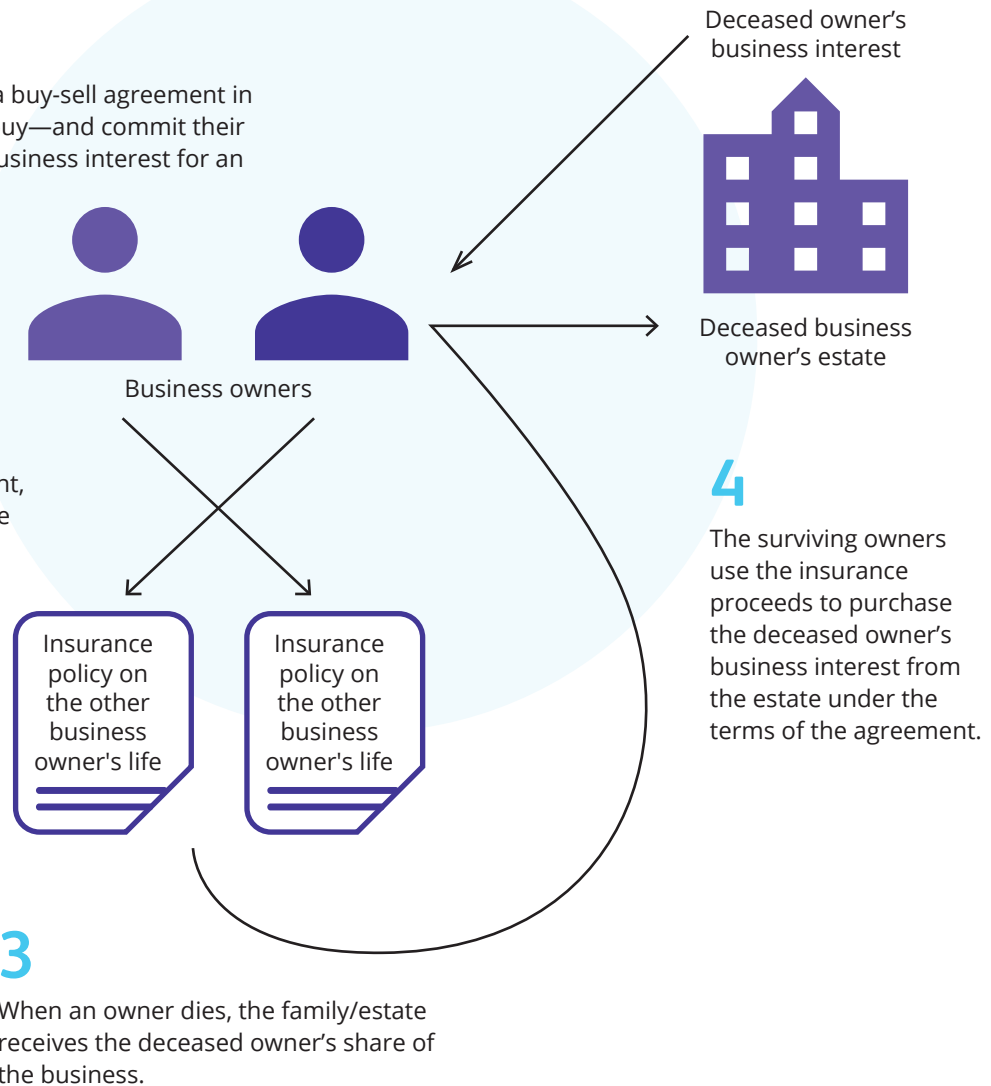 Deceased owner’s
business interest
a buy-sell agreement in
uy—and commit their
usiness interest for an
Deceased business
owner’s estate
Business owners
nt,
e
4
The surviving owners
use the insurance
proceeds to purchase
the deceased owner’s
business interest from
the estate under the
terms of the agreement.
Insurance
policy on
the other
business
owner's life
Insurance
policy on
the other
business
owner's life
3
When an owner dies, the family/estate
receives the deceased owner’s share of
the business.